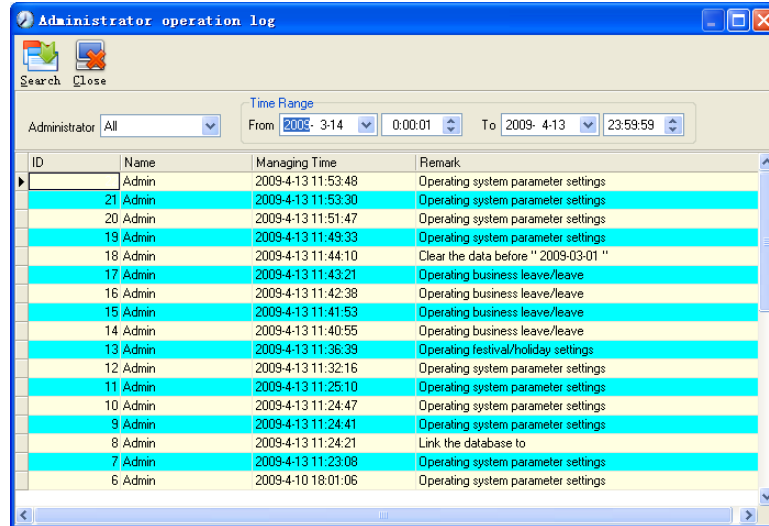 Administrator operation log
Search Close
Time Range
Administrator All From 2009- 3-14 0:00:01 To 2009- 4-13 23:59:59
ID Name Managing Time Remark
Admin 2009-4-13 11:53:48 Operating system parameter settings
21 Admin 2009-4-13 11:53:30 Operating system parameter settings
20 Admin 2009-4-13 11:51:47 Operating system parameter settings
19 Admin 2009-4-13 11:49:33 Operating system parameter settings
18 Admin 2009-4-13 11:44:10 Clear the data before " 2009-03-01 "
17 Admin 2009-4-13 11:43:21 Operating business leave/leave
16 Admin 2009-4-13 11:42:38 Operating business leave/leave
15 Admin 2009-4-13 11:41:53 Operating business leave/leave
14 Admin 2009-4-13 11:40:55 Operating business leave/leave
13 Admin 2009-4-13 11:36:39 Operating festival/holiday settings
12 Admin 2009-4-13 11:32:16 Operating system parameter settings
11 Admin 2009-4-13 11:25:10 Operating system parameter settings
10 Admin 2009-4-13 11:24:47 Operating system parameter settings
9 Admin 2009-4-13 11:24:41 Operating system parameter settings
8 Admin 2009-4-13 11:24:21 Link the database to
7 Admin 2009-4-13 11:23:08 Operating system parameter settings
6 Admin 2009-4-10 18:01:06 Operating system parameter settings